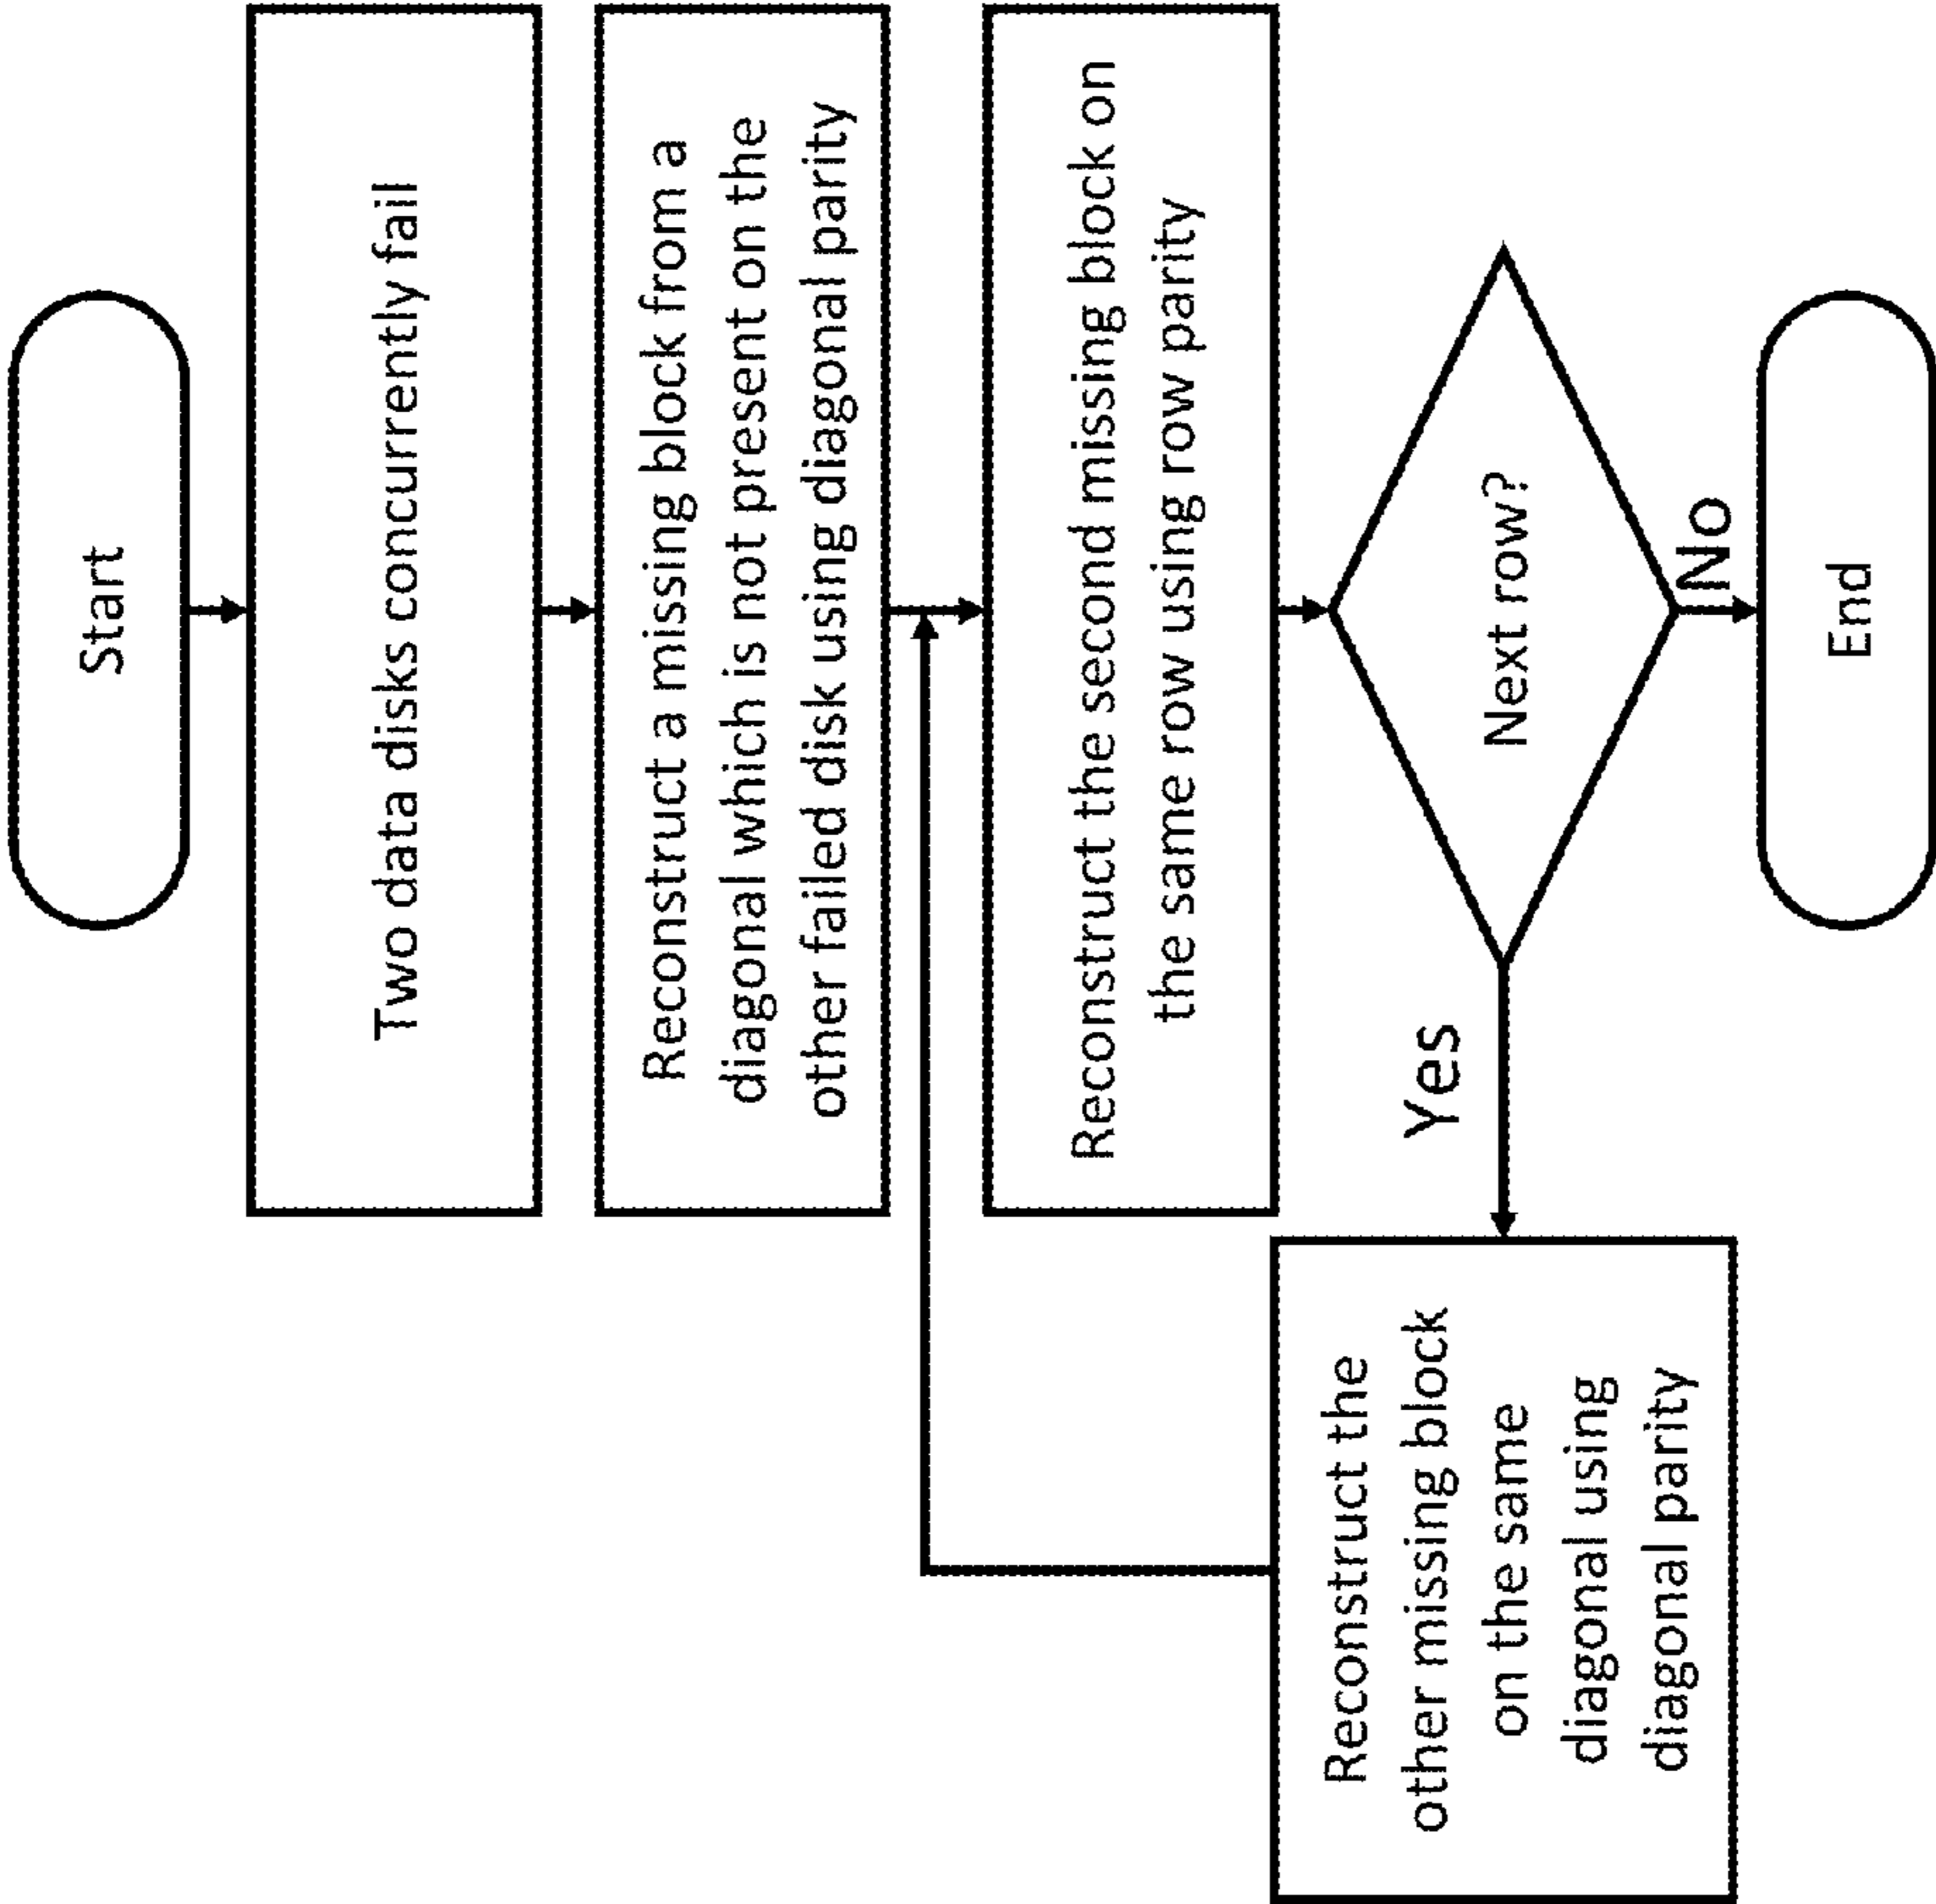 Start
Two data disks concurrently fail
Reconstruct a missing block from a
diagonal which is not present on the
other failed disk using diagonal parity
Reconstruct the second missing block on
the same row using row parity
Next row?
Yes
No
Reconstruct the
other missing block
on the same
diagonal using
diagonal parity
End